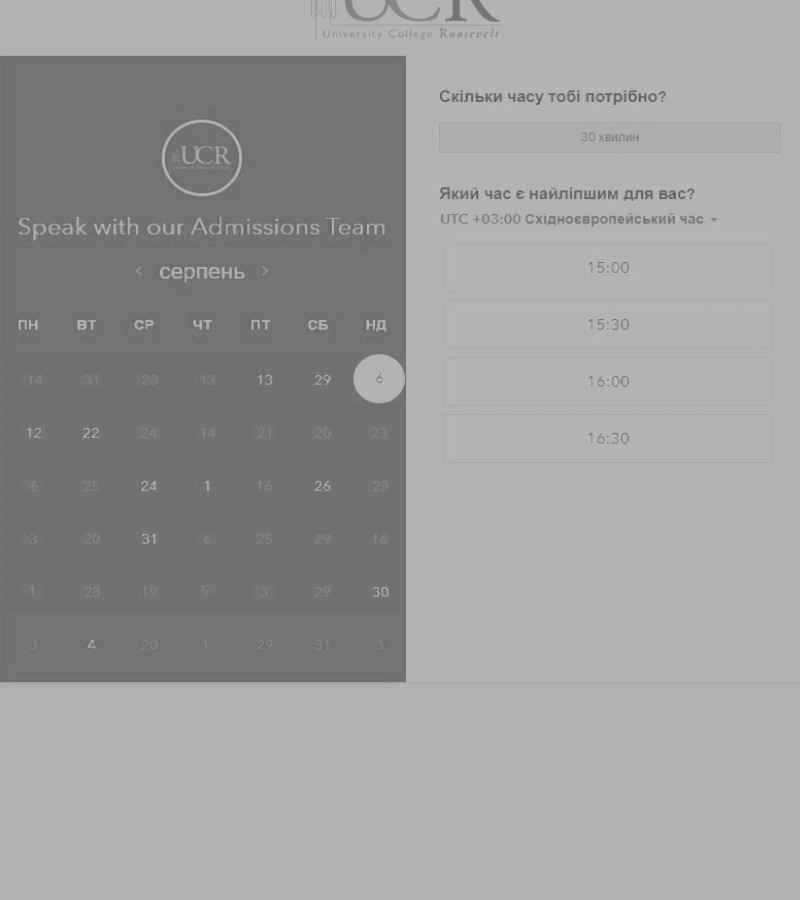 UCR
University College Roosevelt
UCR
Speak with our Admissions Team
серпень
ПН ВТ СР ЧТ ПТ СБ НД
14 31 28 13 13 29 6
12 22 24 14 21 20 23
6 25 24 1 16 26 28
3 20 31 6 25 29 16
1 28 19 5 3 29 30
3 4 20 1 29 31 3
Скільки часу тобі потрібно?
30 хвилин
Який час є найліпшим для вас?
UTC +03:00 Східноєвропейський час
15:00
15:30
16:00
16:30